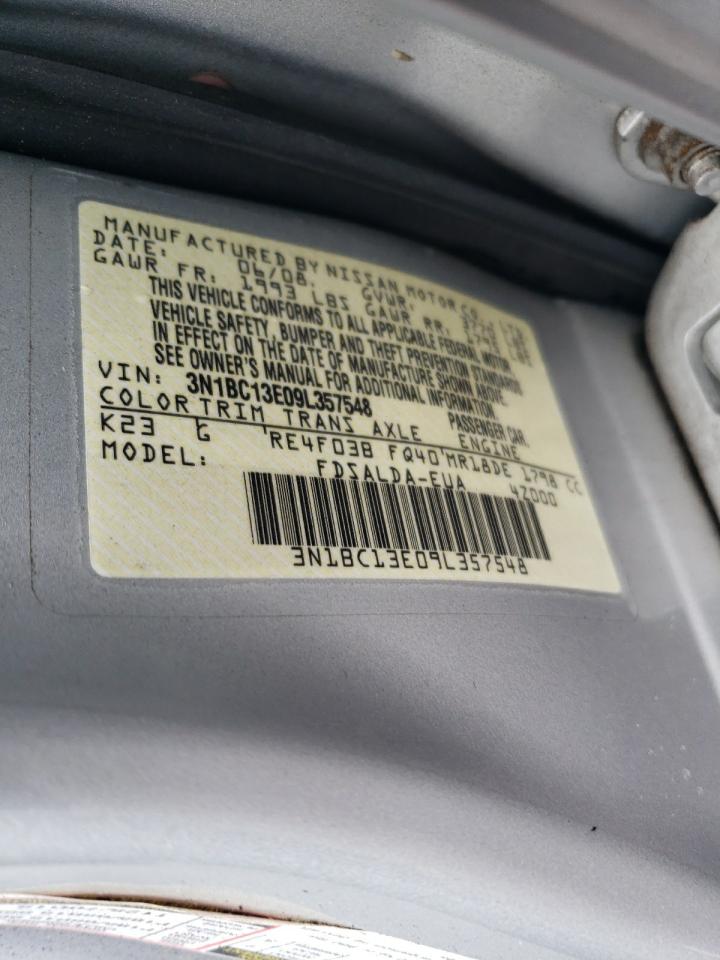 MANUFACTURED BY NISSAN MOTOR CO., LTD.
DATE: 06/08. GVWR:
GAWR FR: 1993 LBS GAWR RR.
THIS VEHICLE CONFORMS TO ALL APPLICABLE FEDERAL MOTOR
VEHICLE SAFETY, BUMPER AND THEFT PREVENTION STANDARDS
IN EFFECT ON THE DATE OF MANUFACTURE SHOWN ABOVE.
SEE OWNER'S MANUAL FOR ADDITIONAL INFORMATION.
VIN: 3N1BC13E09L357548 PASSENGER CAR
COLOR TRIM TRANS AXLE ENGINE
K23 G RE4F03B FQ40 MR18DE 1798 CC
MODEL: FDSALDA-EUA 4Z000
3N1BC13E09L357548